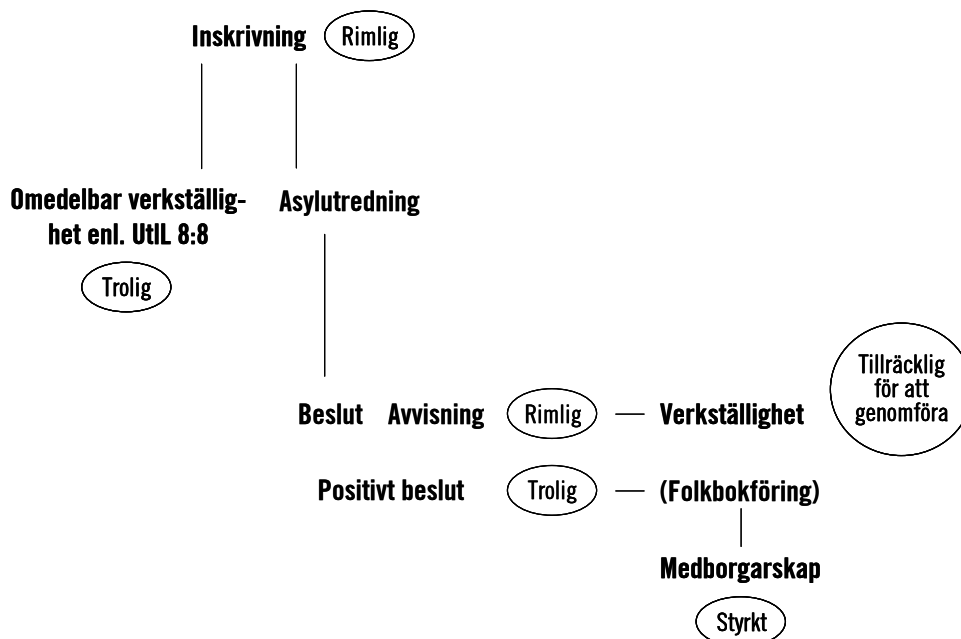 Inskrivning Rimlig
Omedelbar verkställig-
het enl. UtlL 8:8
Trolig
Asylutredning
Tillräcklig
för att
genomföra
Beslut Avvisning Rimlig Verkställighet
Positivt beslut Trolig (Folkbokföring)
Medborgarskap
Styrkt